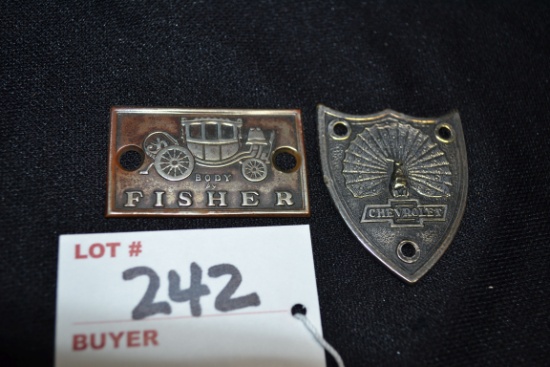 BODY
BY
FISHER
CHEVROLET
LOT #
242
BUYER